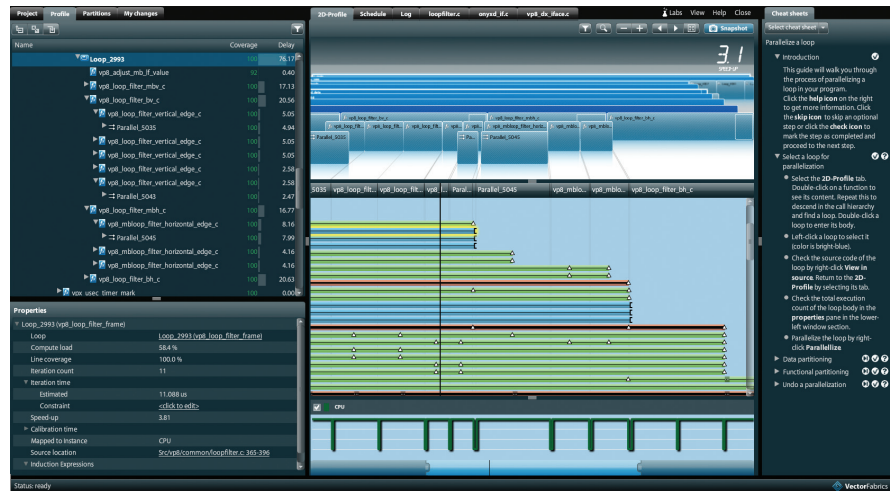 Project Profile Partitions My changes
Name Coverage Delay
Loop_2993 100 76.17
vp8_adjust_mb_lf_value 92 0.40
vp8_loop_filter_mbv_c 100 17.13
vp8_loop_filter_bv_c 100 20.56
vp8_loop_filter_vertical_edge_c 100 5.05
Parallel_5035 100 4.94
vp8_loop_filter_vertical_edge_c 100 5.05
vp8_loop_filter_vertical_edge_c 100 5.05
vp8_loop_filter_vertical_edge_c 100 2.58
vp8_loop_filter_vertical_edge_c 100 2.58
Parallel_5043 100 2.47
vp8_loop_filter_mbh_c 100 16.77
vp8_mbloop_filter_horizontal_edge_c 100 8.16
Parallel_5045 100 7.99
vp8_mbloop_filter_horizontal_edge_c 100 4.16
vp8_mbloop_filter_horizontal_edge_c 100 4.16
vp8_loop_filter_bh_c 100 20.63
vpx_usec_timer_mark 100 0.00
Properties
Loop_2993 (vp8_loop_filter_frame)
Loop Loop_2993 (vp8_loop_filter_frame)
Compute load 58.4 %
Line coverage 100.0 %
Iteration count 11
Iteration time
Estimated 11.088 us
Constraint <click to edit>
Speed-up 3.81
Calibration time
Mapped to Instance CPU
Source location Src/vp8/common/loopfilter.c: 365-396
Induction Expressions
Status: ready
2D-Profile Schedule Log loopfilter.c onyxd_if.c vp8_dx_iface.c
Labs View Help Close
Snapshot
3.1
SPEED-UP
vp8_loop_filter_bv_c vp8_loop_filter_mbh_c vp8_loop_filter_bh_c
Parallel_5035 Pa... Parallel_5045
_5035 vp8_loop_filt... vp8_loop_filt... vp8_l... Paral... Parallel_5045 vp8_mblo... vp8_mblo... vp8_loop_filter_bh_c
CPU
Cheat sheets
Select cheat sheet
Parallelize a loop
Introduction
This guide will walk you through
the process of parallelizing a
loop in your program.
Click the help icon on the right
to get more information. Click
the skip icon to skip an optional
step or click the check icon to
mark the step as completed and
proceed to the next step.
Select a loop for
parallelization
Select the 2D-Profile tab.
Double-click on a function to
see its content. Repeat this to
descend in the call hierarchy
and find a loop. Double-click a
loop to enter its body.
Left-click a loop to select it
(color is bright-blue).
Check the source code of the
loop by right-click View in
source. Return to the 2D-
Profile by selecting its tab.
Check the total execution
count of the loop body in the
properties pane in the lower-
left window section.
Parallelize the loop by right-
click Parallellize.
Data partitioning
Functional partitioning
Undo a parallelization
VectorFabrics